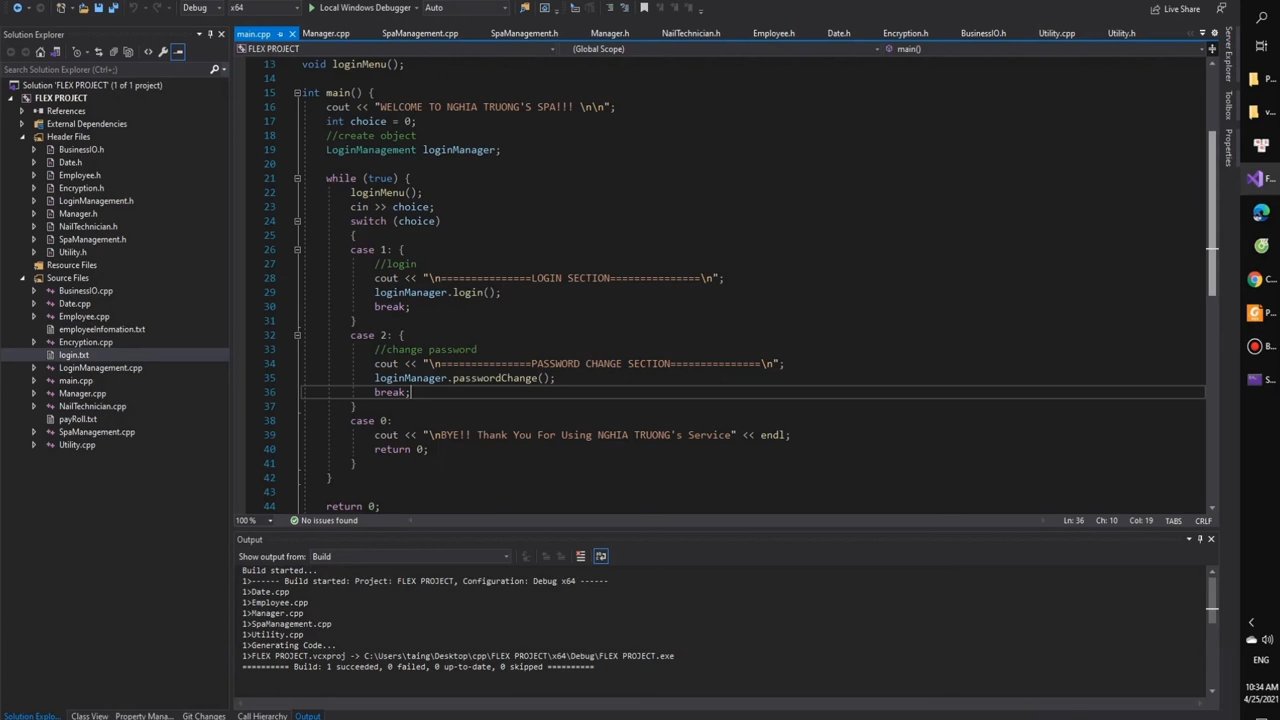 Debug x64 Local Windows Debugger Auto Live Share
Solution Explorer
main.cpp Manager.cpp SpaManagement.cpp SpaManagement.h Manager.h NailTechnician.h Employee.h Date.h Encryption.h BusinessIO.h Utility.cpp Utility.h
FLEX PROJECT (Global Scope) main()
Search Solution Explorer (Ctrl+;)
Solution 'FLEX PROJECT' (1 of 1 project)
FLEX PROJECT
References
External Dependencies
Header Files
BusinessIO.h
Date.h
Employee.h
Encryption.h
LoginManagement.h
Manager.h
NailTechnician.h
SpaManagement.h
Utility.h
Resource Files
Source Files
BusinessIO.cpp
Date.cpp
Employee.cpp
employeeInfomation.txt
Encryption.cpp
login.txt
LoginManagement.cpp
main.cpp
Manager.cpp
NailTechnician.cpp
payRoll.txt
SpaManagement.cpp
Utility.cpp
Solution Explo... Class View Property Mana... Git Changes
13 void loginMenu();
14
15 int main() {
16 cout << "WELCOME TO NGHIA TRUONG'S SPA!!! \n\n";
17 int choice = 0;
18 //create object
19 LoginManagement loginManager;
20
21 while (true) {
22 loginMenu();
23 cin >> choice;
24 switch (choice)
25 {
26 case 1: {
27 //login
28 cout << "\n===============LOGIN SECTION===============\n";
29 loginManager.login();
30 break;
31 }
32 case 2: {
33 //change password
34 cout << "\n===============PASSWORD CHANGE SECTION===============\n";
35 loginManager.passwordChange();
36 break;
37 }
38 case 0:
39 cout << "\nBYE!! Thank You For Using NGHIA TRUONG's Service" << endl;
40 return 0;
41 }
42 }
43
44 return 0;
100 % No issues found Ln: 36 Ch: 10 Col: 19 TABS CRLF
Output
Show output from: Build
Build started...
1>------ Build started: Project: FLEX PROJECT, Configuration: Debug x64 ------
1>Date.cpp
1>Employee.cpp
1>Manager.cpp
1>SpaManagement.cpp
1>Utility.cpp
1>Generating Code...
1>FLEX PROJECT.vcxproj -> C:\Users\taing\Desktop\cpp\FLEX PROJECT\x64\Debug\FLEX PROJECT.exe
========== Build: 1 succeeded, 0 failed, 0 up-to-date, 0 skipped ==========
Call Hierarchy Output
Server Explorer
Toolbox
Properties
P...
v...
F...
C...
P...
B...
ENG
10:34 AM
4/25/2021